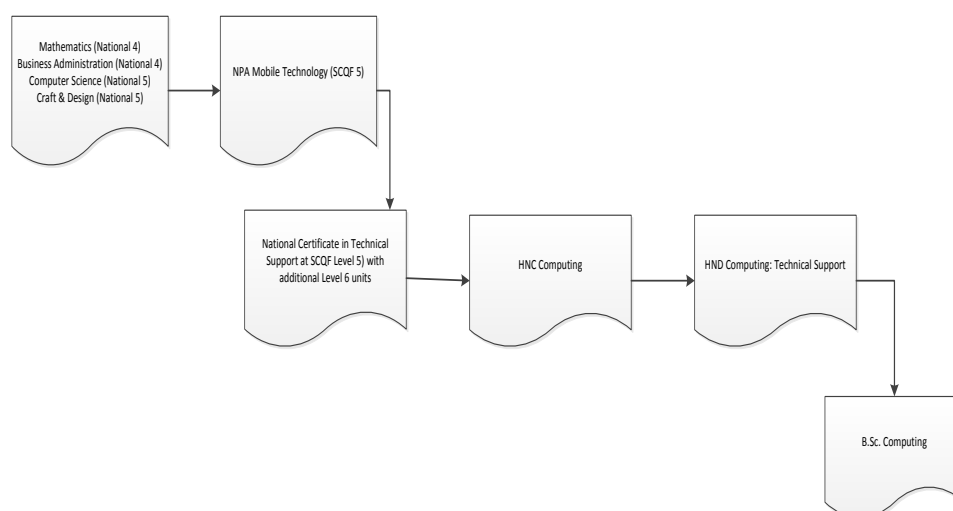 Mathematics (National 4)
Business Administration (National 4)
Computer Science (National 5)
Craft & Design (National 5)
NPA Mobile Technology (SCQF 5)
National Certificate in Technical
Support at SCQF Level 5) with
additional Level 6 units
HNC Computing
HND Computing: Technical Support
B.Sc. Computing